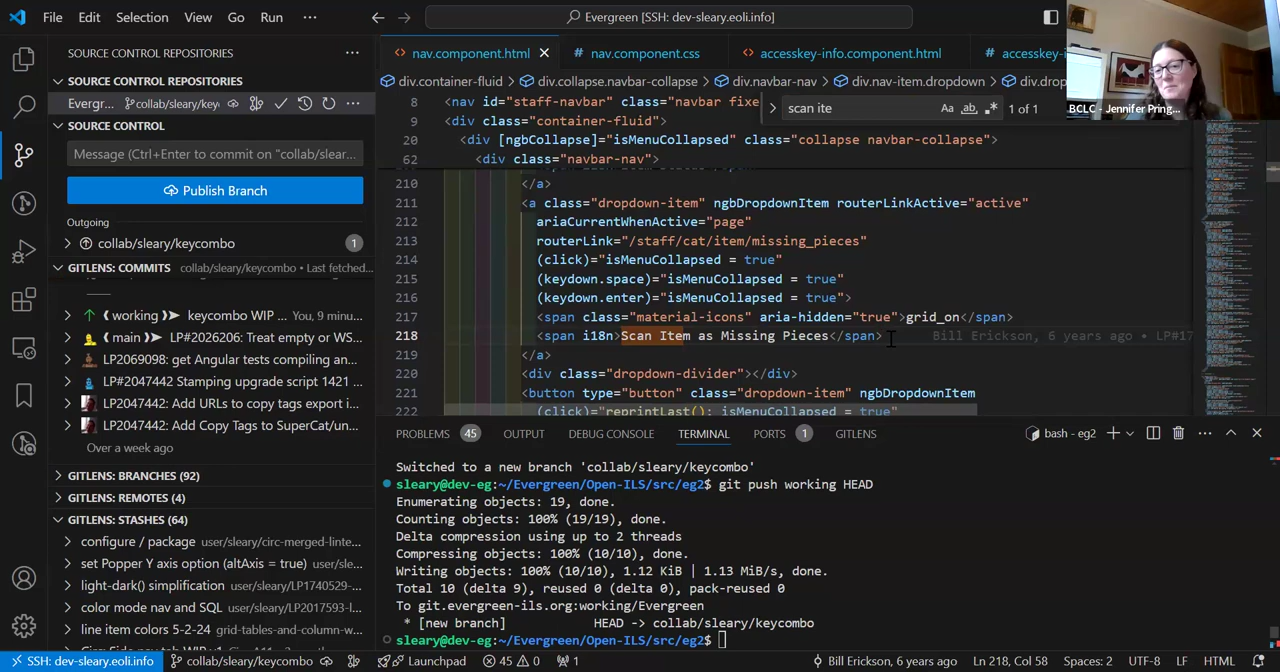 File Edit Selection View Go Run ···
Evergreen [SSH: dev-sleary.eoli.info]
SOURCE CONTROL REPOSITORIES
SOURCE CONTROL REPOSITORIES
Evergr... collab/sleary/key
SOURCE CONTROL
Message (Ctrl+Enter to commit on "collab/slear...
Publish Branch
Outgoing
collab/sleary/keycombo 1
GITLENS: COMMITS collab/sleary/keycombo • Last fetched...
working keycombo WIP ... You, 9 minu...
main LP#2026206: Treat empty or WS...
LP2069098: get Angular tests compiling an...
LP#2047442 Stamping upgrade script 1421 ...
LP2047442: Add URLs to copy tags export i...
LP2047442: Add Copy Tags to SuperCat/un...
Over a week ago
GITLENS: BRANCHES (92)
GITLENS: REMOTES (4)
GITLENS: STASHES (64)
configure / package user/sleary/circ-merged-linte...
set Popper Y axis option (altAxis = true) user/sl...
light-dark() simplification user/sleary/LP1740529-...
color mode nav and SQL user/sleary/LP2017593-l...
line item colors 5-2-24 grid-tables-and-column-w...
nav.component.html
nav.component.css
accesskey-info.component.html
accesskey-i
div.container-fluid > div.collapse.navbar-collapse > div.navbar-nav > div.nav-item.dropdown > div.drop
scan ite Aa ab 1 of 1
8 <nav id="staff-navbar" class="navbar fixe
9 <div class="container-fluid">
20 <div [ngbCollapse]="isMenuCollapsed" class="collapse navbar-collapse">
62 <div class="navbar-nav">
210 </a>
211 <a class="dropdown-item" ngbDropdownItem routerLinkActive="active"
212 ariaCurrentWhenActive="page"
213 routerLink="/staff/cat/item/missing_pieces"
214 (click)="isMenuCollapsed = true"
215 (keydown.space)="isMenuCollapsed = true"
216 (keydown.enter)="isMenuCollapsed = true">
217 <span class="material-icons" aria-hidden="true">grid_on</span>
218 <span i18n>Scan Item as Missing Pieces</span> Bill Erickson, 6 years ago • LP#17
219 </a>
220 <div class="dropdown-divider"></div>
221 <button type="button" class="dropdown-item" ngbDropdownItem
222 (click)="reprintLast(); isMenuCollapsed = true"
BCLC - Jennifer Pring...
PROBLEMS 45 OUTPUT DEBUG CONSOLE TERMINAL PORTS 1 GITLENS
bash - eg2
Switched to a new branch 'collab/sleary/keycombo'
sleary@dev-eg:~/Evergreen/Open-ILS/src/eg2$ git push working HEAD
Enumerating objects: 19, done.
Counting objects: 100% (19/19), done.
Delta compression using up to 2 threads
Compressing objects: 100% (10/10), done.
Writing objects: 100% (10/10), 1.12 KiB | 1.13 MiB/s, done.
Total 10 (delta 9), reused 0 (delta 0), pack-reused 0
To git.evergreen-ils.org:working/Evergreen
* [new branch] HEAD -> collab/sleary/keycombo
sleary@dev-eg:~/Evergreen/Open-ILS/src/eg2$
SSH: dev-sleary.eoli.info collab/sleary/keycombo Launchpad 45 0 1 Bill Erickson, 6 years ago Ln 218, Col 58 Spaces: 2 UTF-8 LF HTML